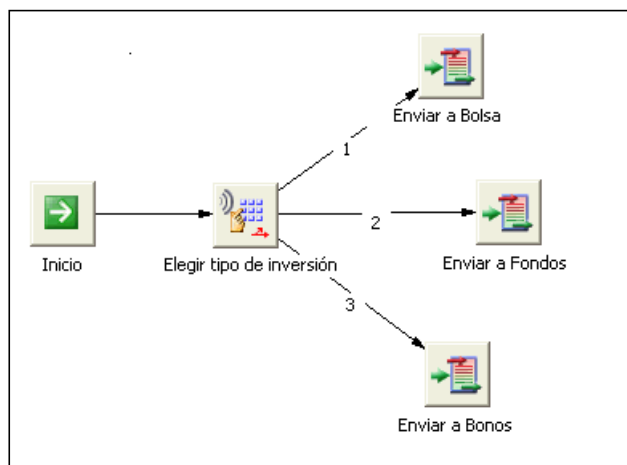 Enviar a Bolsa
1
Inicio
Elegir tipo de inversión
2
Enviar a Fondos
3
Enviar a Bonos